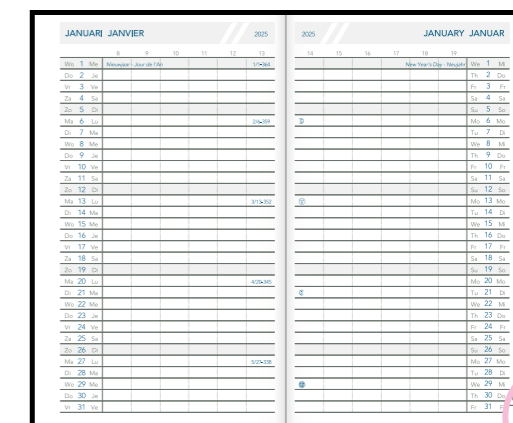 JANUARI JANVIER 2025
8 9 10 11 12 13
Wo 1 Me Nieuwjaar - Jour de l'An 1/1-364
Do 2 Je
Vr 3 Ve
Za 4 Sa
Zo 5 Di
Ma 6 Lu 2/6-359
Di 7 Ma
Wo 8 Me
Do 9 Je
Vr 10 Ve
Za 11 Sa
Zo 12 Di
Ma 13 Lu 3/13-352
Di 14 Ma
Wo 15 Me
Do 16 Je
Vr 17 Ve
Za 18 Sa
Zo 19 Di
Ma 20 Lu 4/20-345
Di 21 Ma
Wo 22 Me
Do 23 Je
Vr 24 Ve
Za 25 Sa
Zo 26 Di
Ma 27 Lu 5/27-338
Di 28 Ma
Wo 29 Me
Do 30 Je
Vr 31 Ve
2025 JANUARY JANUAR
14 15 16 17 18 19
New Year's Day - Neujahr We 1 Mi
Th 2 Do
Fr 3 Fr
Sa 4 Sa
Su 5 So
Mo 6 Mo
Tu 7 Di
We 8 Mi
Th 9 Do
Fr 10 Fr
Sa 11 Sa
Su 12 So
Mo 13 Mo
Tu 14 Di
We 15 Mi
Th 16 Do
Fr 17 Fr
Sa 18 Sa
Su 19 So
Mo 20 Mo
Tu 21 Di
We 22 Mi
Th 23 Do
Fr 24 Fr
Sa 25 Sa
Su 26 So
Mo 27 Mo
Tu 28 Di
We 29 Mi
Th 30 Do
Fr 31